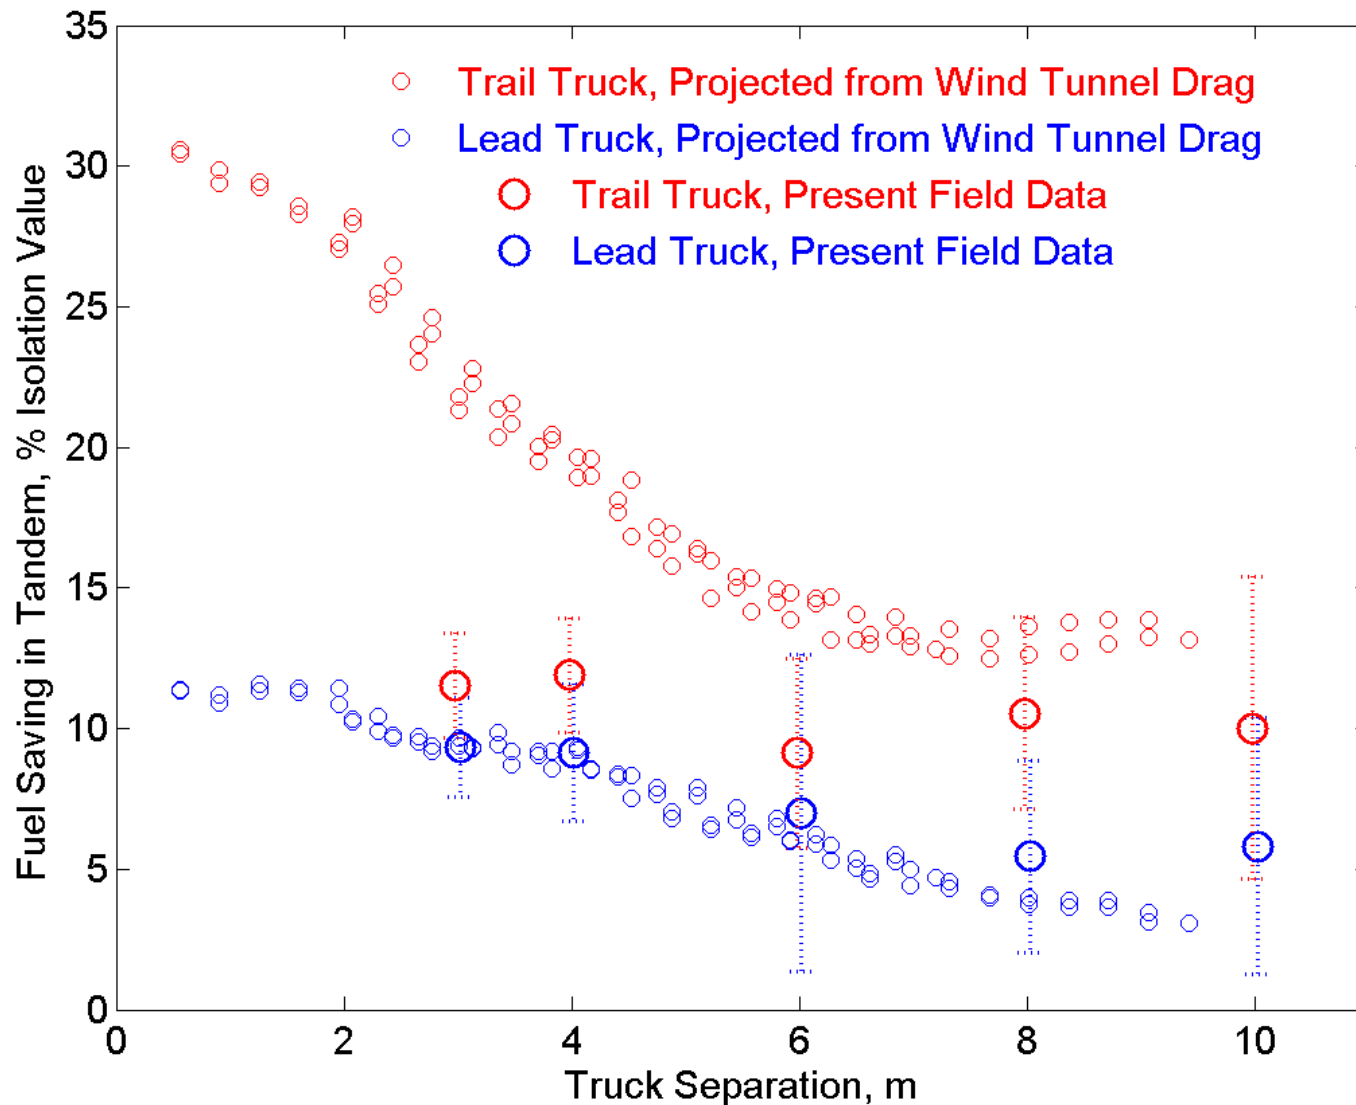 35
30
25
20
15
10
5
0
Fuel Saving in Tandem, % Isolation Value
Trail Truck, Projected from Wind Tunnel Drag
Lead Truck, Projected from Wind Tunnel Drag
Trail Truck, Present Field Data
Lead Truck, Present Field Data
0 2 4 6 8 10
Truck Separation, m